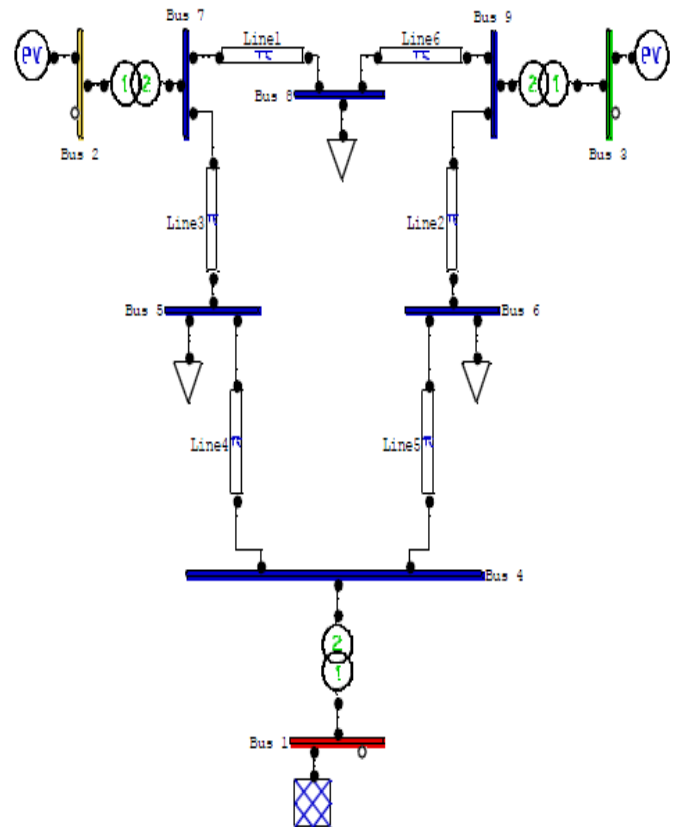 Bus 7
Bus 9
Line1
Line6
PV
1 2
2 1
PV
Bus 8
Bus 2
Bus 3
Line3
Line2
Bus 5
Bus 6
Line4
Line5
Bus 4
2
1
Bus 1